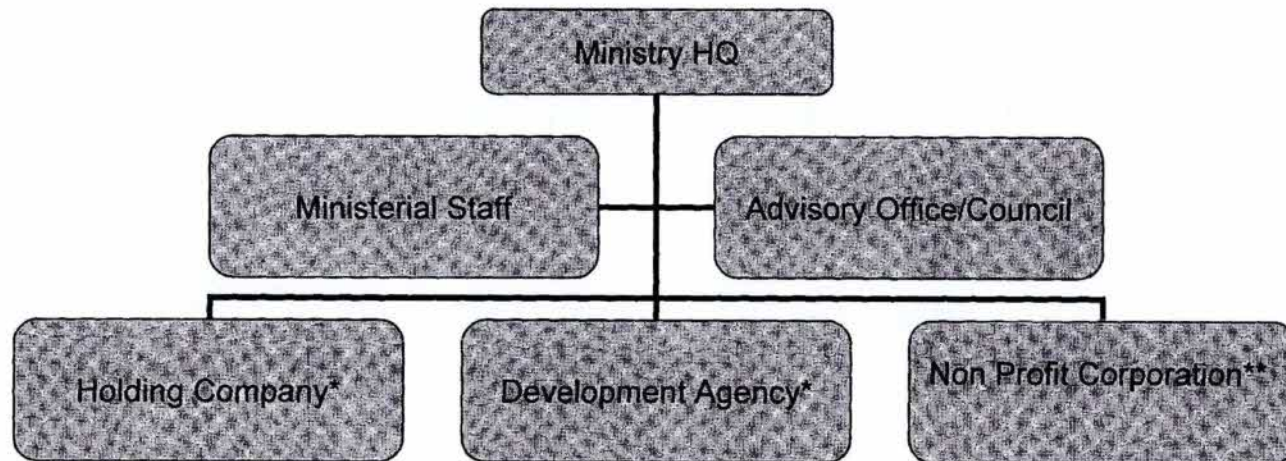 Ministry HQ
Ministerial Staff
Advisory Office/Council
Holding Company*
Development Agency*
Non Profit Corporation**